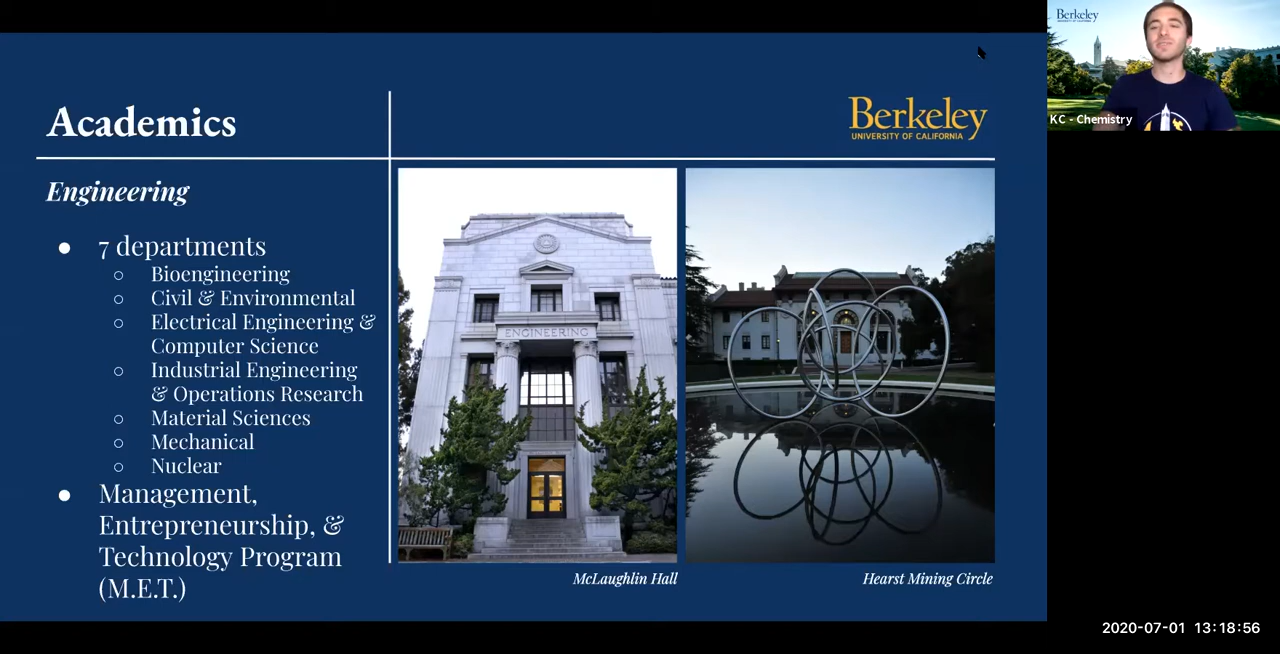 Academics
Berkeley
UNIVERSITY OF CALIFORNIA
Engineering
● 7 departments
○ Bioengineering
○ Civil & Environmental
○ Electrical Engineering &
Computer Science
○ Industrial Engineering
& Operations Research
○ Material Sciences
○ Mechanical
○ Nuclear
● Management,
Entrepreneurship, &
Technology Program
(M.E.T.)
ENGINEERING
McLaughlin Hall
Hearst Mining Circle
Berkeley
KC - Chemistry
2020-07-01 13:18:56